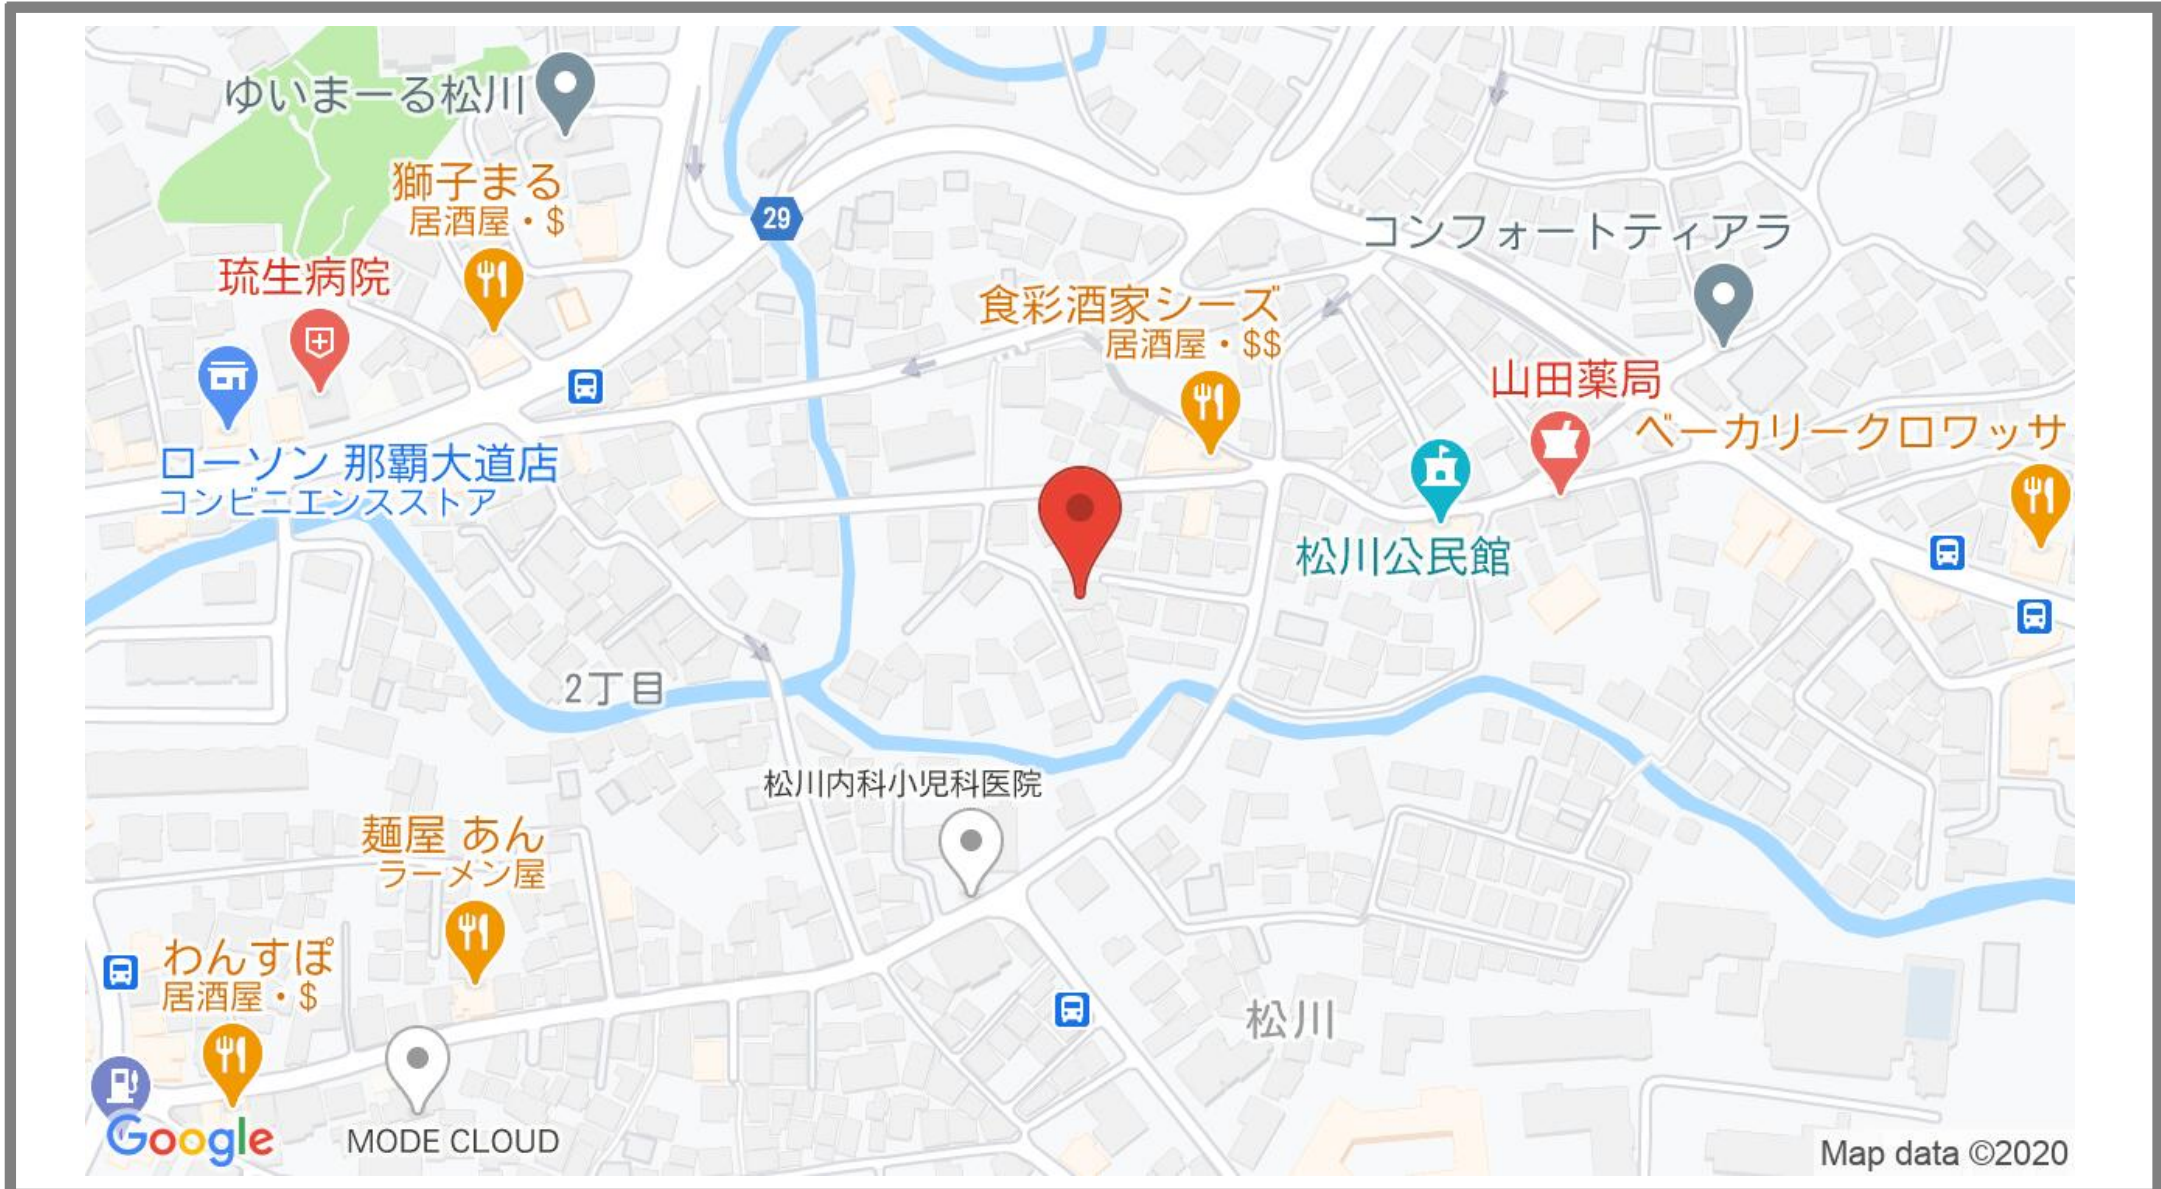 ゆいまーる松川
獅子まる
居酒屋・$
29
コンフォートティアラ
琉生病院
食彩酒家シーズ
居酒屋・$$
山田薬局
ベーカリークロワッサ
ローソン 那覇大道店
コンビニエンスストア
松川公民館
2丁目
松川内科小児科医院
麺屋 あん
ラーメン屋
わんすぽ
居酒屋・$
松川
Google
MODE CLOUD
Map data ©2020